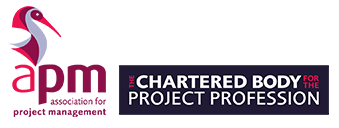 apm
association for
project management
THE CHARTERED BODY FOR THE
PROJECT PROFESSION